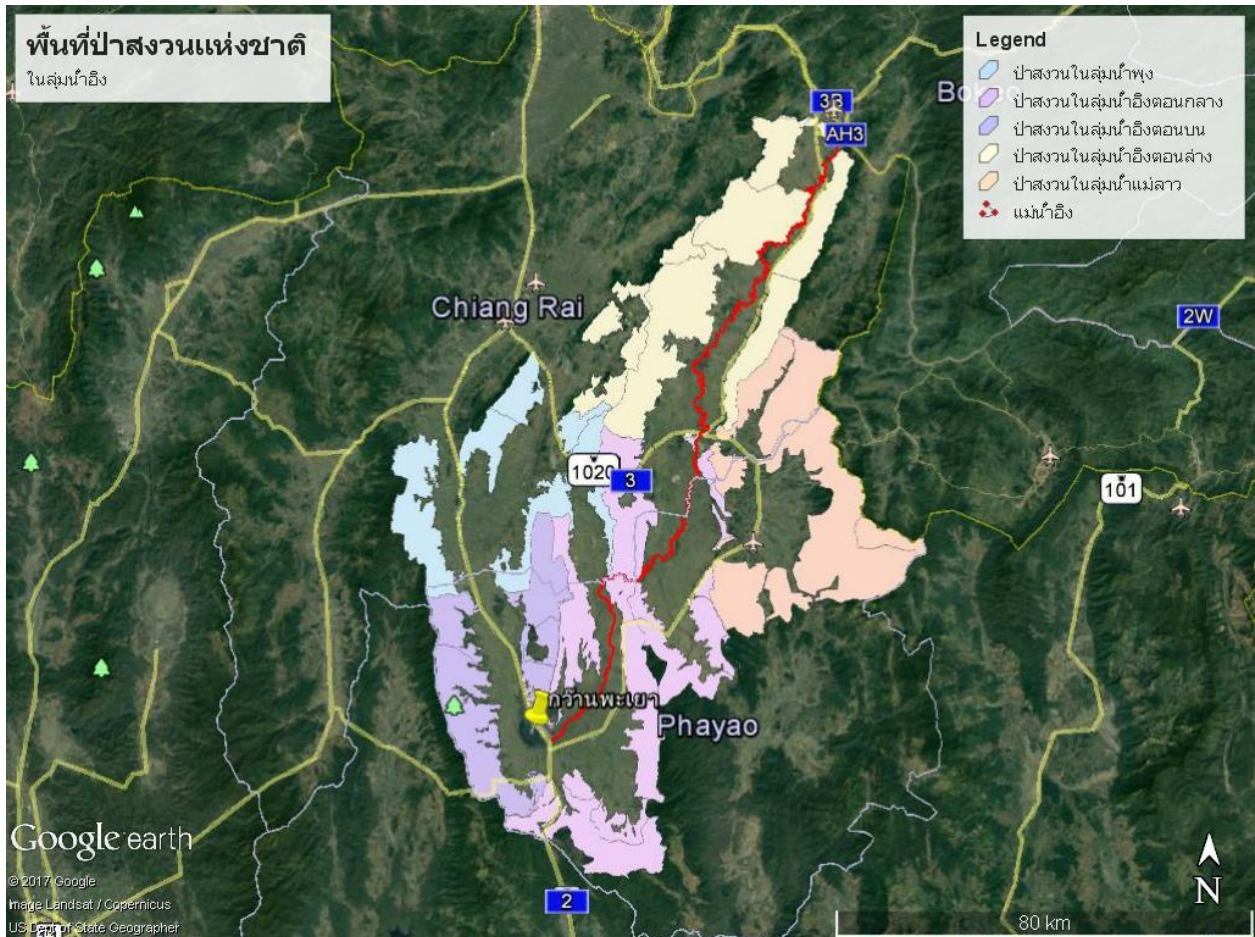 พื้นที่ป่าสงวนแห่งชาติ
ในลุ่มน้ำอิง
Legend
ป่าสงวนในลุ่มน้ำพุง
ป่าสงวนในลุ่มน้ำอิงตอนกลาง
ป่าสงวนในลุ่มน้ำอิงตอนบน
ป่าสงวนในลุ่มน้ำอิงตอนล่าง
ป่าสงวนในลุ่มน้ำแม่ลาว
แม่น้ำอิง
3B
AH3
Chiang Rai
2W
1020
3
101
กว๊านพะเยา
Phayao
Google earth
© 2017 Google
Image Landsat / Copernicus
US Dept of State Geographer
2
N
80 km